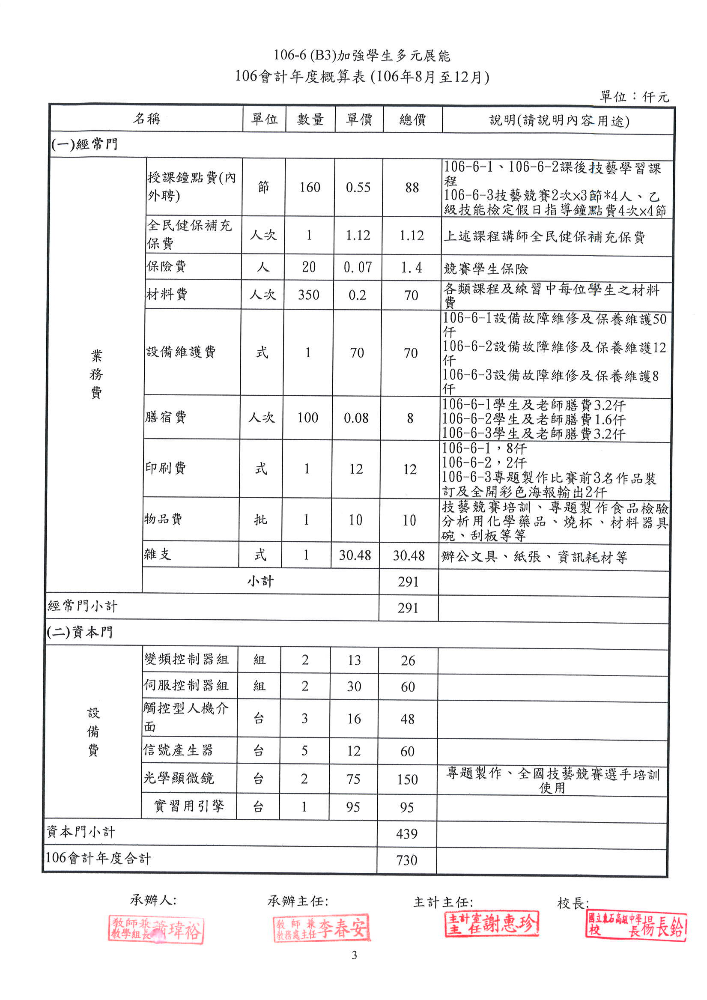 106-6 (B3)加強學生多元展能
106會計年度概算表 (106年8月至12月)
單位：仟元
名稱 單位 數量 單價 總價 說明(請說明內容用途)
(一)經常門
業務費
授課鐘點費(內
外聘) 節 160 0.55 88
106-6-1、106-6-2課後技藝學習課
程
106-6-3技藝競賽2次×3節*4人、乙
級技能檢定假日指導鐘點費4次×4節
全民健保補充
保費 人次 1 1.12 1.12 上述課程講師全民健保補充保費
保險費 人 20 0.07 1.4 競賽學生保險
材料費 人次 350 0.2 70 各類課程及練習中每位學生之材料
費
設備維護費 式 1 70 70
106-6-1設備故障維修及保養維護50
仟
106-6-2設備故障維修及保養維護12
仟
106-6-3設備故障維修及保養維護8
仟
膳宿費 人次 100 0.08 8
106-6-1學生及老師膳費3.2仟
106-6-2學生及老師膳費1.6仟
106-6-3學生及老師膳費3.2仟
印刷費 式 1 12 12
106-6-1，8仟
106-6-2，2仟
106-6-3專題製作比賽前3名作品裝
訂及全開彩色海報輸出2仟
物品費 批 1 10 10
技藝競賽培訓、專題製作食品檢驗
分析用化學藥品、燒杯、材料器具
碗、刮板等等
雜支 式 1 30.48 30.48 辦公文具、紙張、資訊耗材等
小計 291
經常門小計 291
(二)資本門
設備費
變頻控制器組 組 2 13 26
伺服控制器組 組 2 30 60
觸控型人機介
面 台 3 16 48
信號產生器 台 5 12 60
光學顯微鏡 台 2 75 150 專題製作、全國技藝競賽選手培訓
使用
實習用引擎 台 1 95 95
資本門小計 439
106會計年度合計 730
承辦人: 承辦主任: 主計主任: 校長:
教師兼
教學組長 蕭瑋裕
教師兼
教務處主任 李春安
主計室
主任 謝惠珍
國立東石高級中學
校長 楊長鈶
3